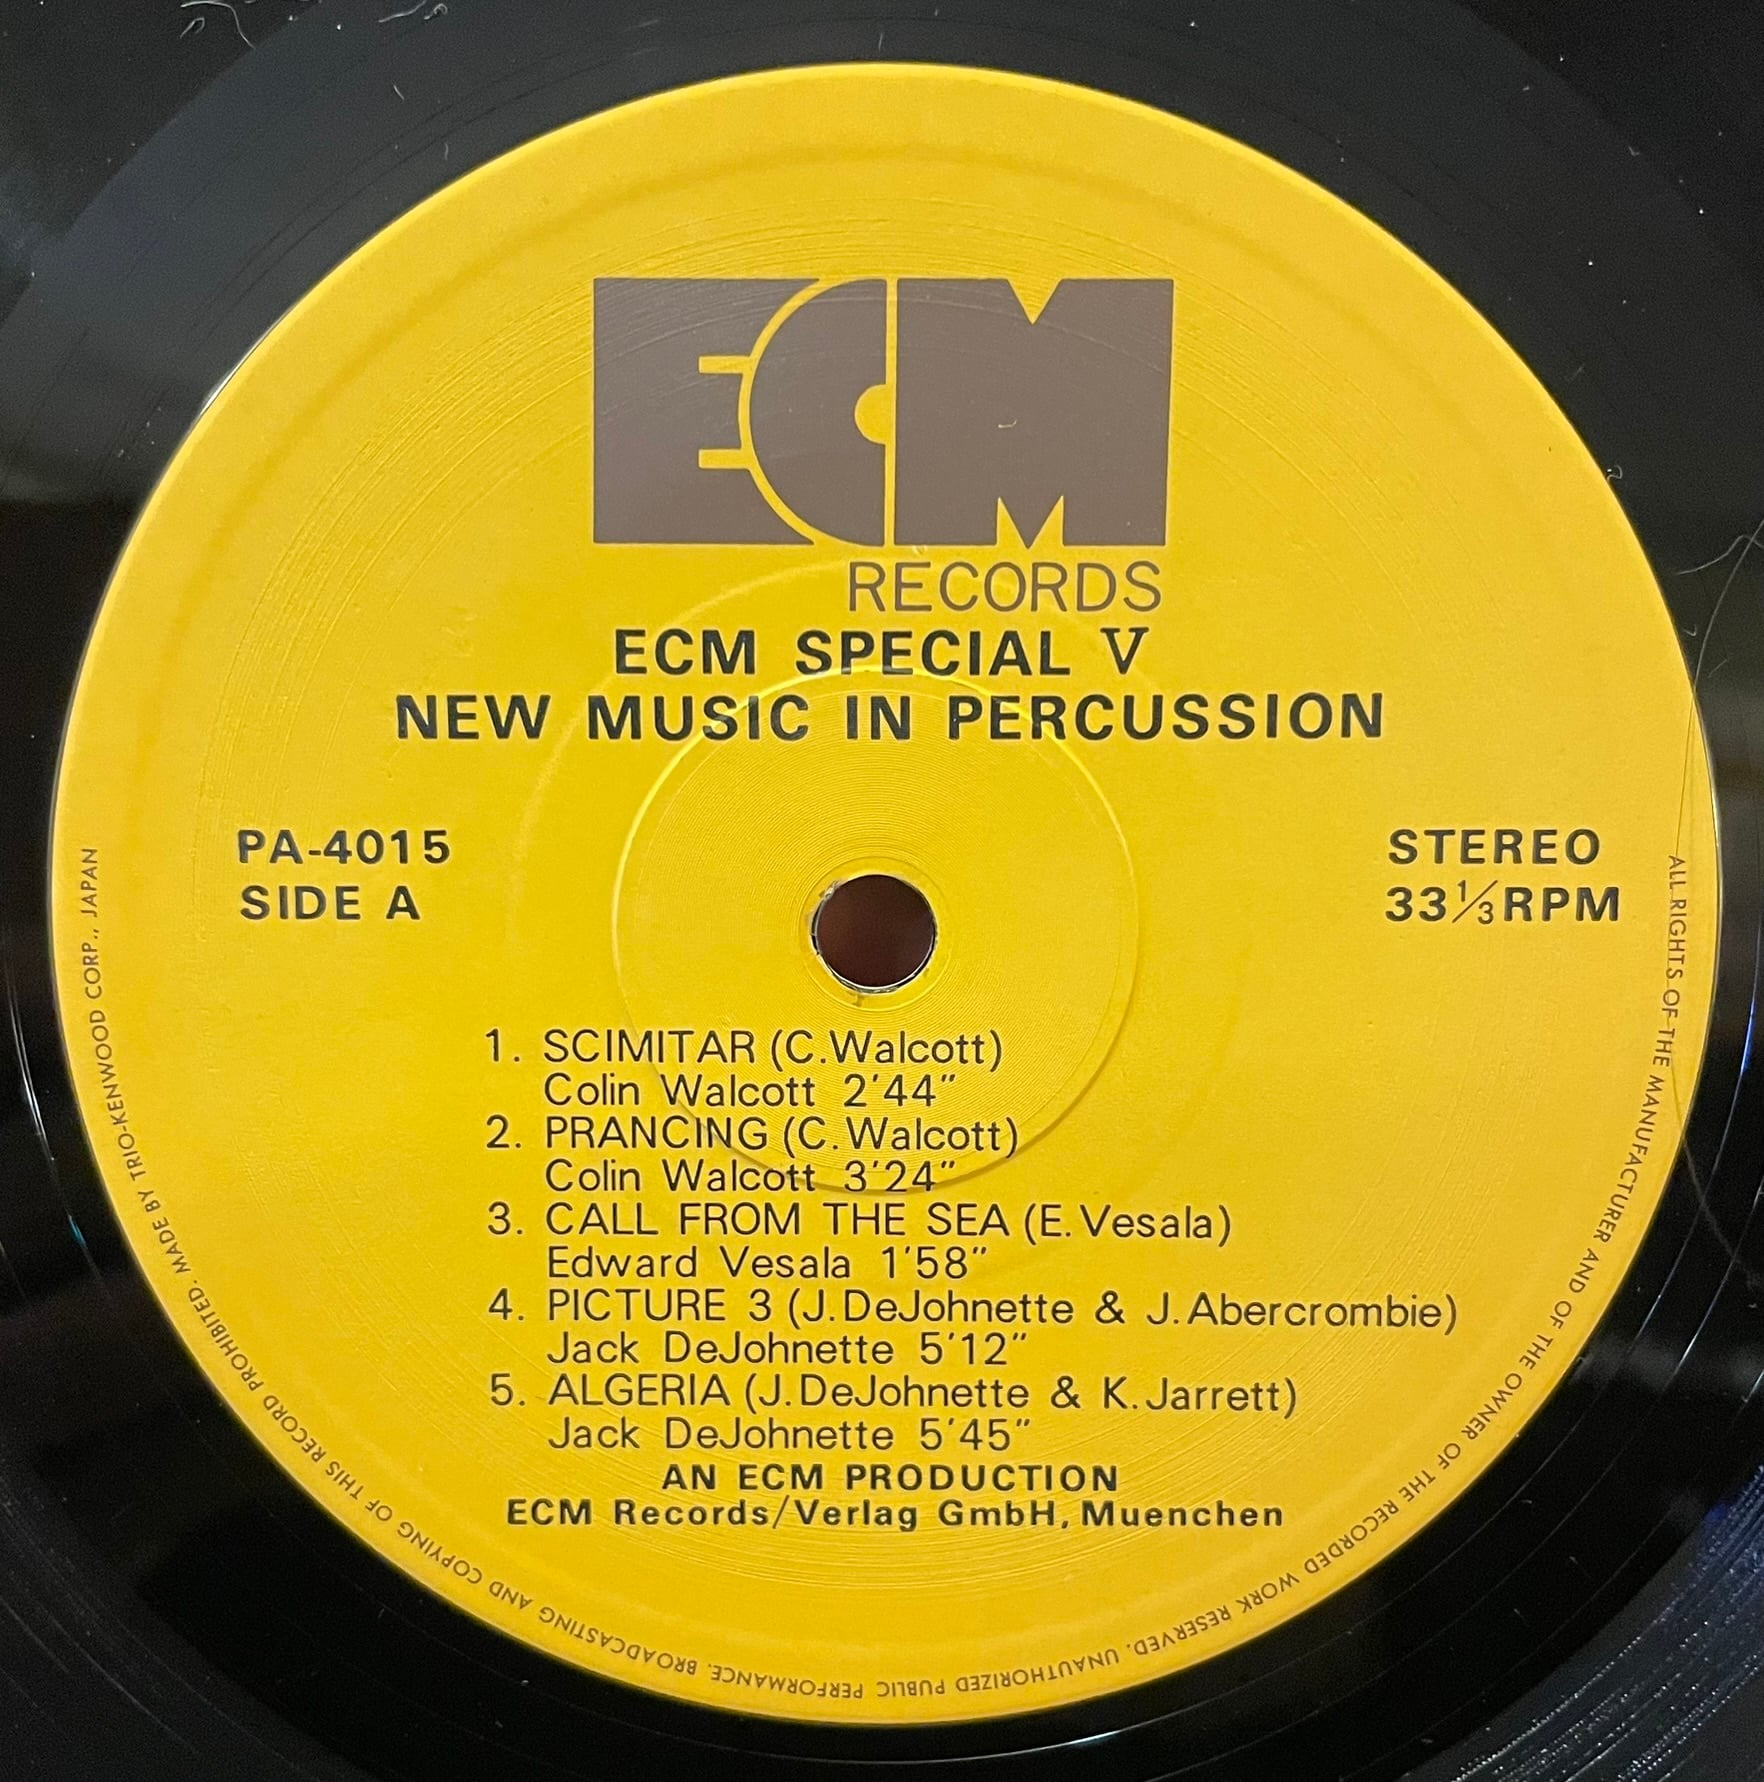 ECM
RECORDS
ECM SPECIAL V
NEW MUSIC IN PERCUSSION
PA-4015
SIDE A
STEREO
33⅓RPM
1. SCIMITAR (C.Walcott)
Colin Walcott 2'44"
2. PRANCING (C.Walcott)
Colin Walcott 3'24"
3. CALL FROM THE SEA (E.Vesala)
Edward Vesala 1'58"
4. PICTURE 3 (J.DeJohnette & J.Abercrombie)
Jack DeJohnette 5'12"
5. ALGERIA (J.DeJohnette & K.Jarrett)
Jack DeJohnette 5'45"
AN ECM PRODUCTION
ECM Records/Verlag GmbH, Muenchen
ALL RIGHTS OF THE MANUFACTURER AND OF THE OWNER OF THE RECORDED WORK RESERVED. UNAUTHORIZED PUBLIC PERFORMANCE. BROADCASTING AND COPYING OF THIS RECORD PROHIBITED. MADE BY TRIO-KENWOOD CORP., JAPAN